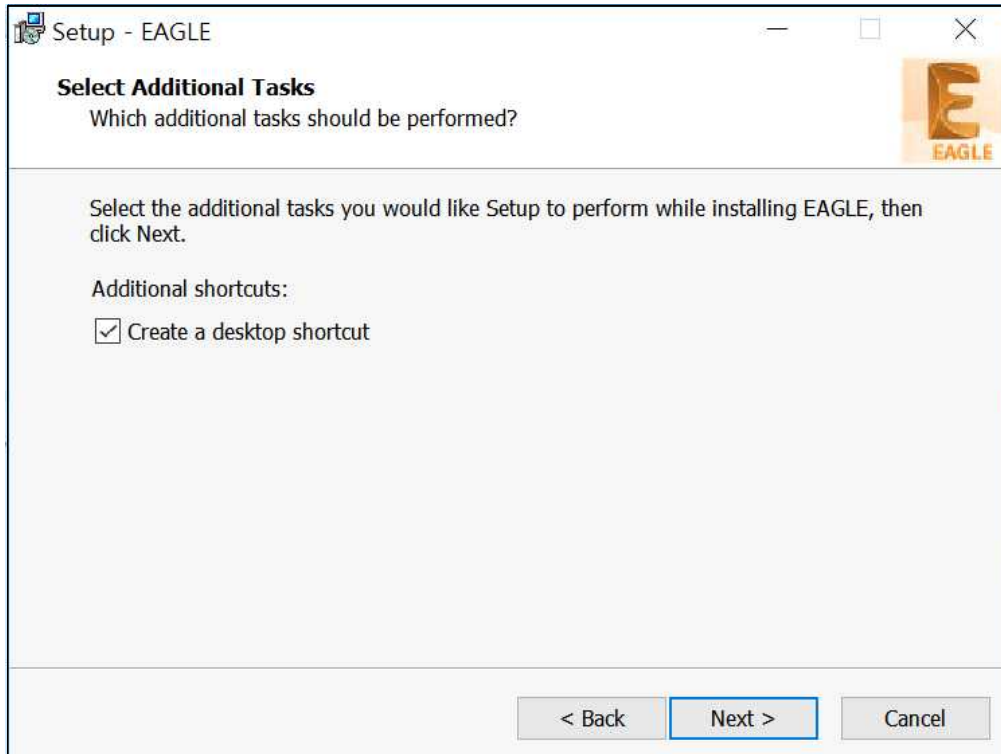 Setup - EAGLE
Select Additional Tasks
Which additional tasks should be performed?
EAGLE
Select the additional tasks you would like Setup to perform while installing EAGLE, then
click Next.
Additional shortcuts:
Create a desktop shortcut
< Back
Next >
Cancel